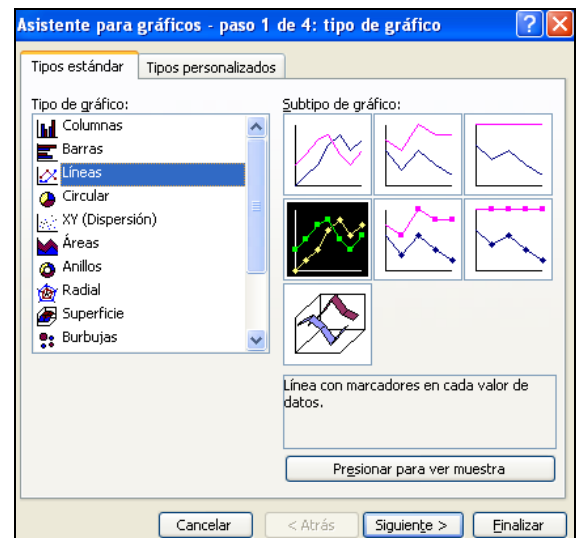 Asistente para gráficos - paso 1 de 4: tipo de gráfico
Tipos estándar
Tipos personalizados
Tipo de gráfico:
Columnas
Barras
Líneas
Circular
XY (Dispersión)
Áreas
Anillos
Radial
Superficie
Burbujas
Subtipo de gráfico:
Línea con marcadores en cada valor de
datos.
Presionar para ver muestra
Cancelar
< Atrás
Siguiente >
Finalizar